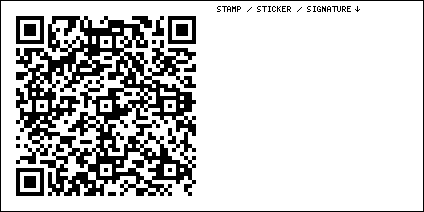 STAMP / STICKER / SIGNATURE ↓